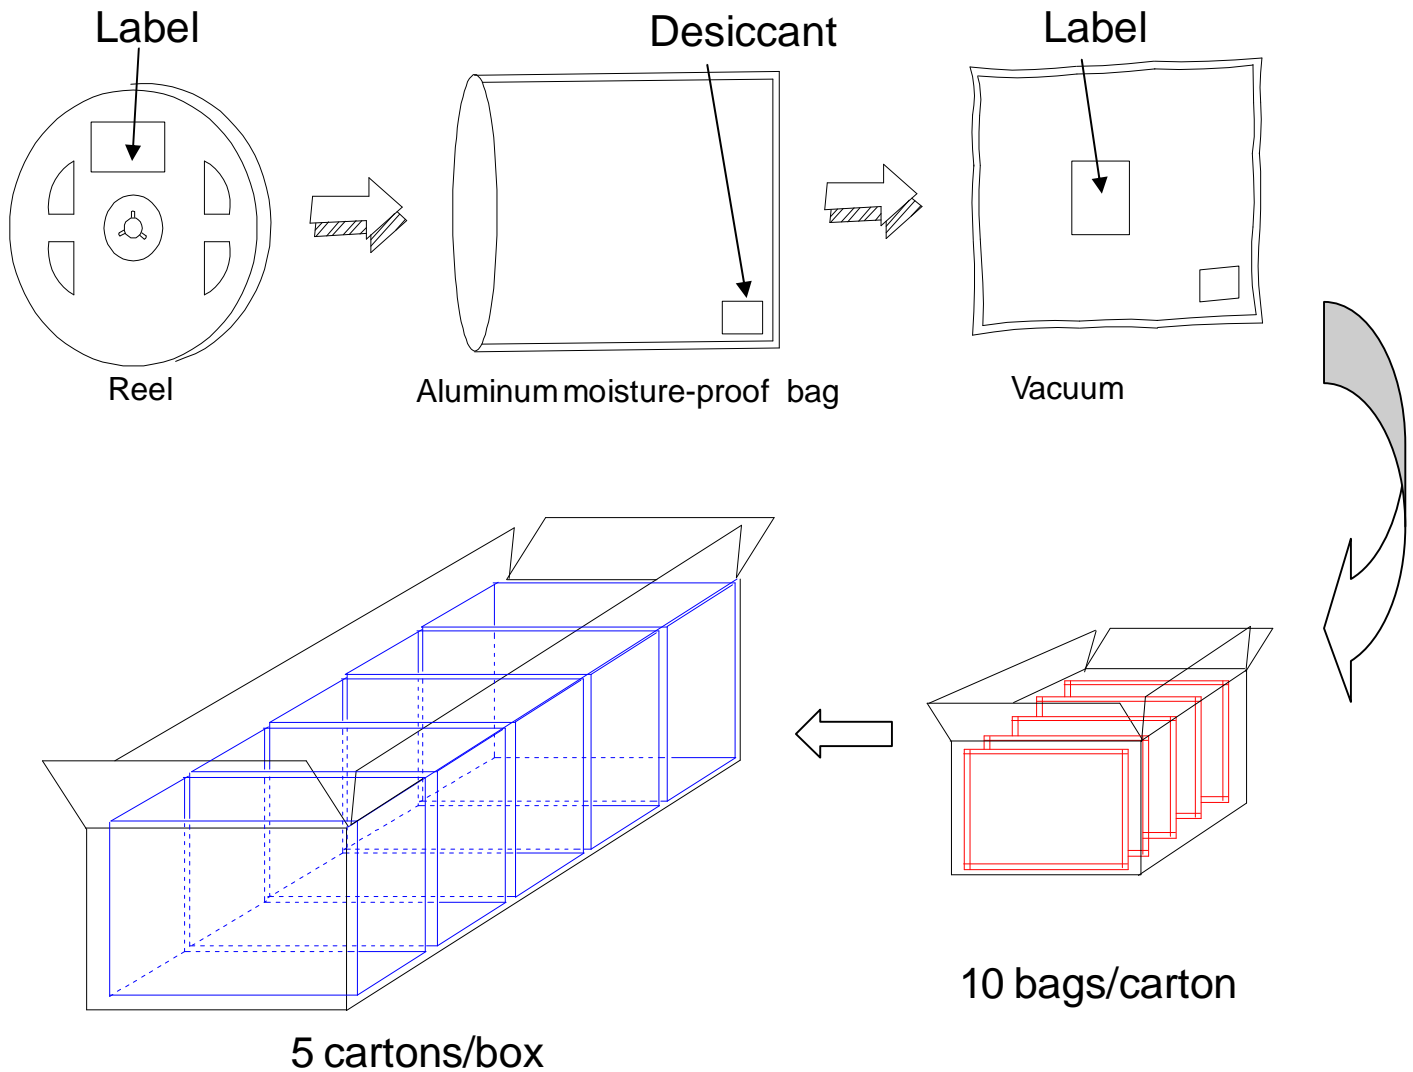 Label
Desiccant
Label
Reel
Aluminum moisture-proof bag
Vacuum
10 bags/carton
5 cartons/box